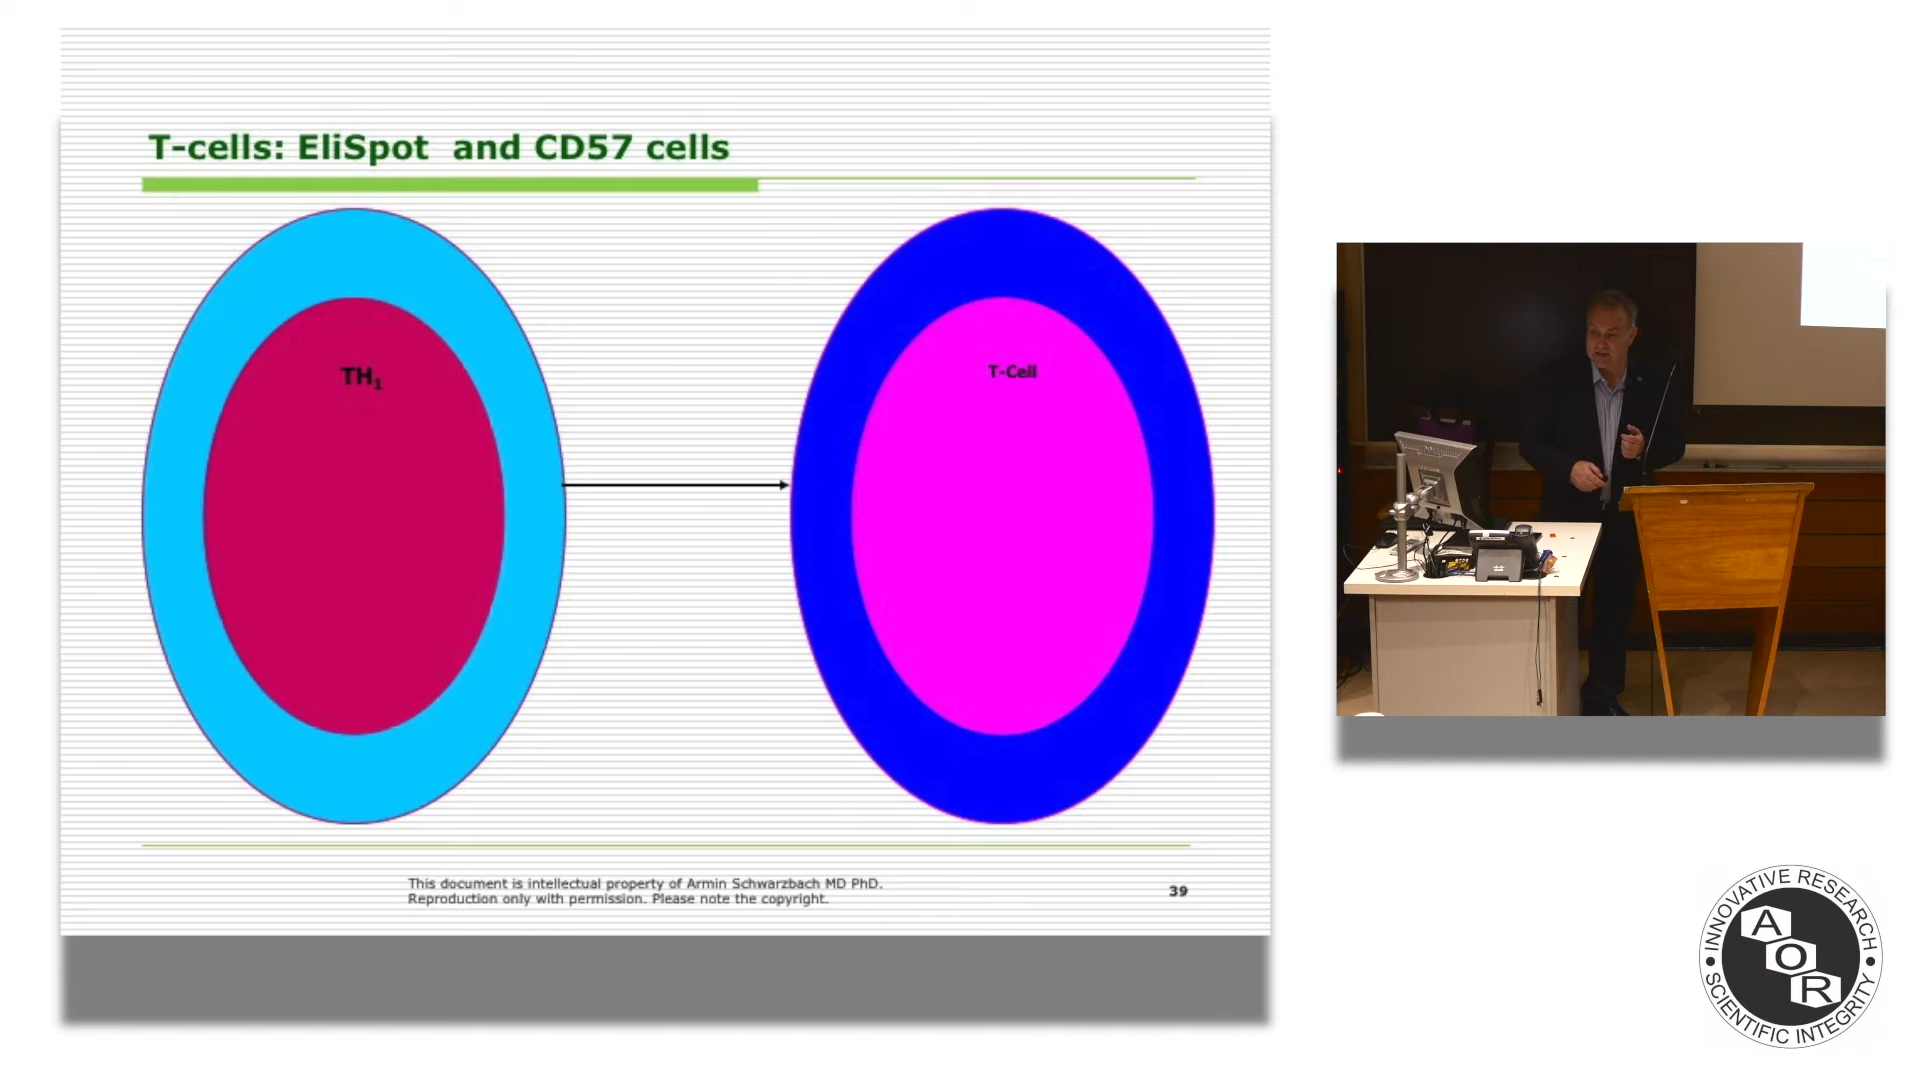 T-cells: EliSpot and CD57 cells
TH1
T-Cell
This document is intellectual property of Armin Schwarzbach MD PhD.
Reproduction only with permission. Please note the copyright.
39
INNOVATIVE RESEARCH
AOR
SCIENTIFIC INTEGRITY